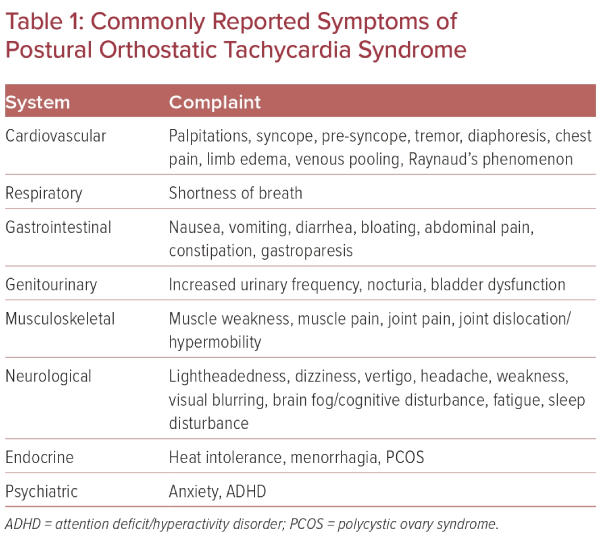 Table 1: Commonly Reported Symptoms of
Postural Orthostatic Tachycardia Syndrome
System Complaint
Cardiovascular Palpitations, syncope, pre-syncope, tremor, diaphoresis, chest
pain, limb edema, venous pooling, Raynaud's phenomenon
Respiratory Shortness of breath
Gastrointestinal Nausea, vomiting, diarrhea, bloating, abdominal pain,
constipation, gastroparesis
Genitourinary Increased urinary frequency, nocturia, bladder dysfunction
Musculoskeletal Muscle weakness, muscle pain, joint pain, joint dislocation/
hypermobility
Neurological Lightheadedness, dizziness, vertigo, headache, weakness,
visual blurring, brain fog/cognitive disturbance, fatigue, sleep
disturbance
Endocrine Heat intolerance, menorrhagia, PCOS
Psychiatric Anxiety, ADHD
ADHD = attention deficit/hyperactivity disorder; PCOS = polycystic ovary syndrome.